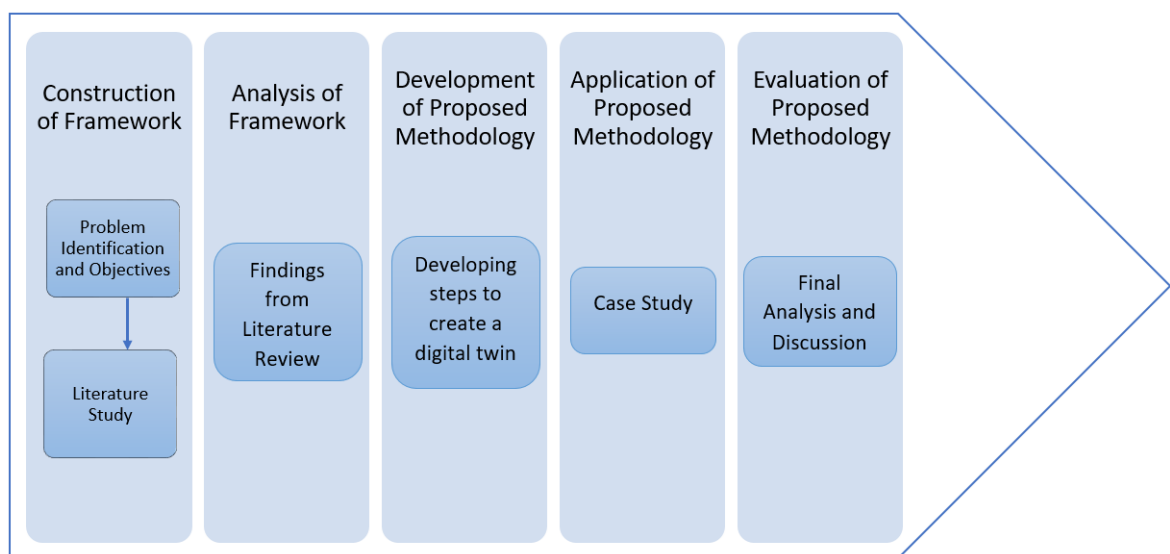 Construction
of Framework
Analysis of
Framework
Development
of Proposed
Methodology
Application of
Proposed
Methodology
Evaluation of
Proposed
Methodology
Problem
Identification
and Objectives
Literature
Study
Findings
from
Literature
Review
Developing
steps to
create a
digital twin
Case Study
Final
Analysis and
Discussion